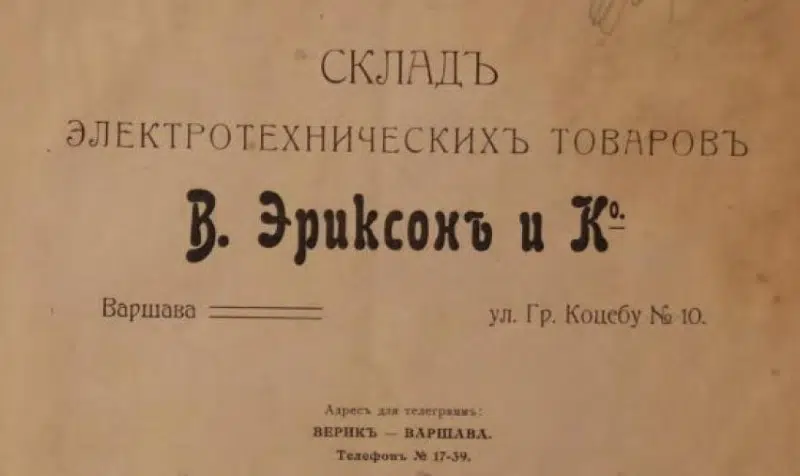 СКЛАДЪ
ЭЛЕКТРОТЕХНИЧЕСКИХЪ ТОВАРОВЪ
В. Эриксонъ и Кº.
Варшава ул. Гр. Коцебу № 10.
Адресъ для телеграммъ:
ВЕРИКЪ — ВАРШАВА.
Телефонъ № 17-39.